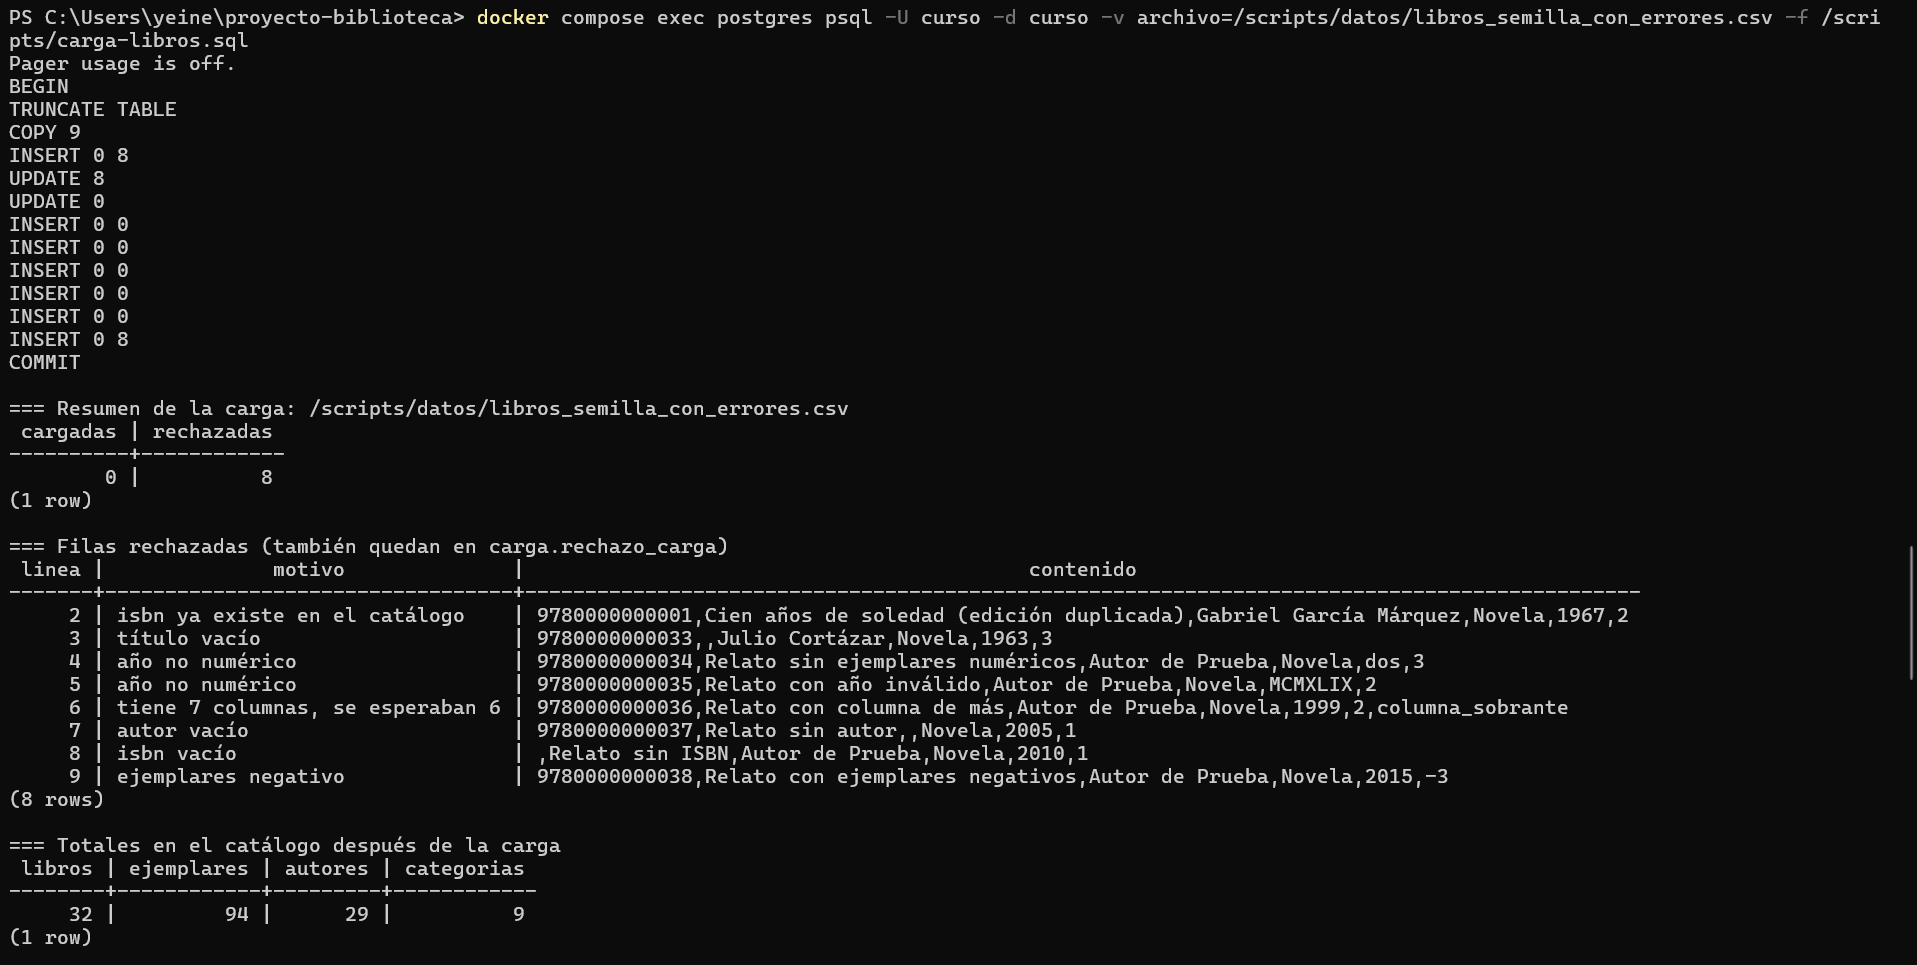 PS C:\Users\yeine\proyecto-biblioteca> docker compose exec postgres psql -U curso -d curso -v archivo=/scripts/datos/libros_semilla_con_errores.csv -f /scri
pts/carga-libros.sql
Pager usage is off.
BEGIN
TRUNCATE TABLE
COPY 9
INSERT 0 8
UPDATE 8
UPDATE 0
INSERT 0 0
INSERT 0 0
INSERT 0 0
INSERT 0 0
INSERT 0 0
INSERT 0 8
COMMIT

=== Resumen de la carga: /scripts/datos/libros_semilla_con_errores.csv
 cargadas | rechazadas
----------+------------
        0 |          8
(1 row)

=== Filas rechazadas (también quedan en carga.rechazo_carga)
 linea |              motivo              |                                          contenido
-------+----------------------------------+---------------------------------------------------------------------------------------------
     2 | isbn ya existe en el catálogo    | 9780000000001,Cien años de soledad (edición duplicada),Gabriel García Márquez,Novela,1967,2
     3 | título vacío                     | 9780000000033,,Julio Cortázar,Novela,1963,3
     4 | año no numérico                  | 9780000000034,Relato sin ejemplares numéricos,Autor de Prueba,Novela,dos,3
     5 | año no numérico                  | 9780000000035,Relato con año inválido,Autor de Prueba,Novela,MCMXLIX,2
     6 | tiene 7 columnas, se esperaban 6 | 9780000000036,Relato con columna de más,Autor de Prueba,Novela,1999,2,columna_sobrante
     7 | autor vacío                      | 9780000000037,Relato sin autor,,Novela,2005,1
     8 | isbn vacío                       | ,Relato sin ISBN,Autor de Prueba,Novela,2010,1
     9 | ejemplares negativo              | 9780000000038,Relato con ejemplares negativos,Autor de Prueba,Novela,2015,-3
(8 rows)

=== Totales en el catálogo después de la carga
 libros | ejemplares | autores | categorias
--------+------------+---------+------------
     32 |         94 |      29 |          9
(1 row)